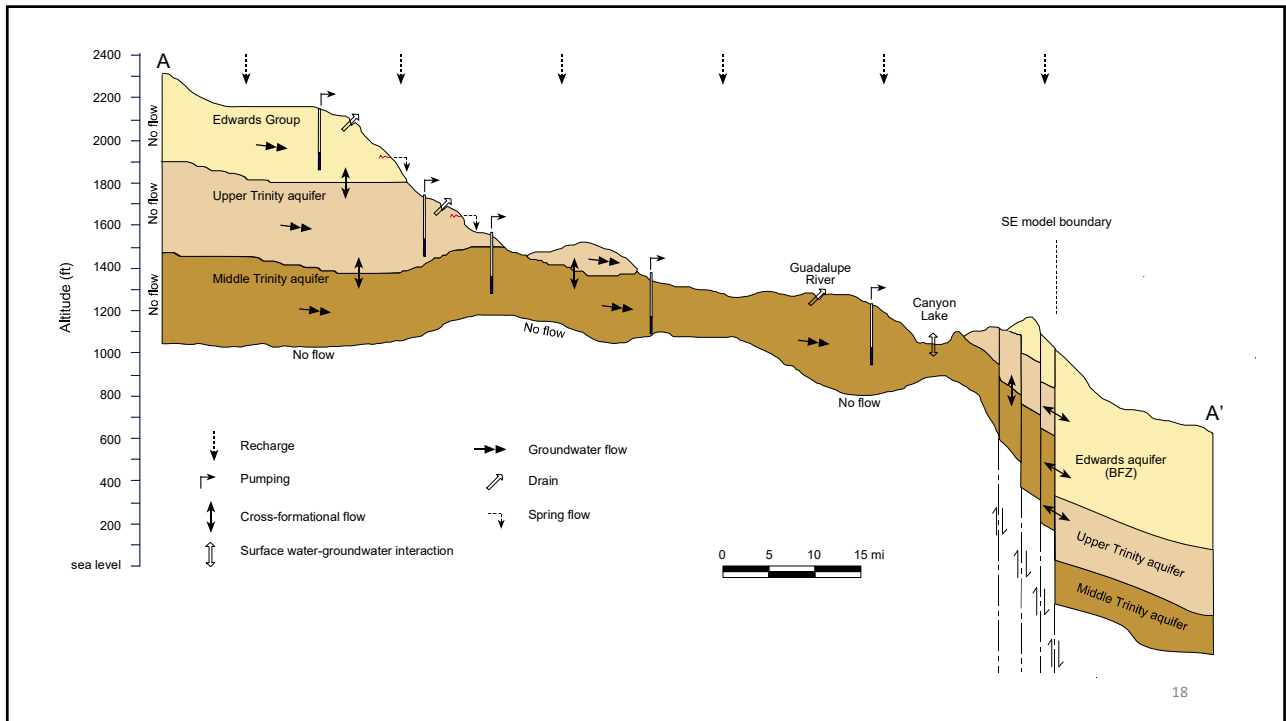 A
Altitude (ft)
2400
2200
2000
1800
1600
1400
1200
1000
800
600
400
200
sea level
No flow
No flow
No flow
Edwards Group
Upper Trinity aquifer
Middle Trinity aquifer
No flow
No flow
No flow
Guadalupe
River
Canyon
Lake
SE model boundary
A'
Edwards aquifer
(BFZ)
Upper Trinity aquifer
Middle Trinity aquifer
Recharge
Pumping
Cross-formational flow
Surface water-groundwater interaction
Groundwater flow
Drain
Spring flow
0 5 10 15 mi
18